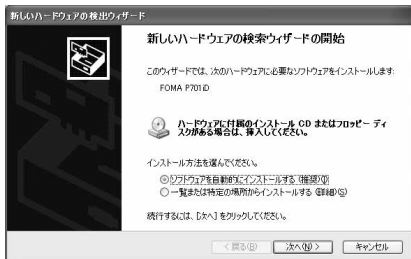 新しいハードウェアの検出ウィザード
新しいハードウェアの検索ウィザードの開始
このウィザードでは、次のハードウェアに必要なソフトウェアをインストールします:
FOMA P701iD
ハードウェアに付属のインストール CD またはフロッピー ディ
スクがある場合は、挿入してください。
インストール方法を選んでください。
ソフトウェアを自動的にインストールする (推奨)(I)
一覧または特定の場所からインストールする (詳細)(S)
続行するには、[次へ] をクリックしてください。
< 戻る(B) 次へ(N) > キャンセル